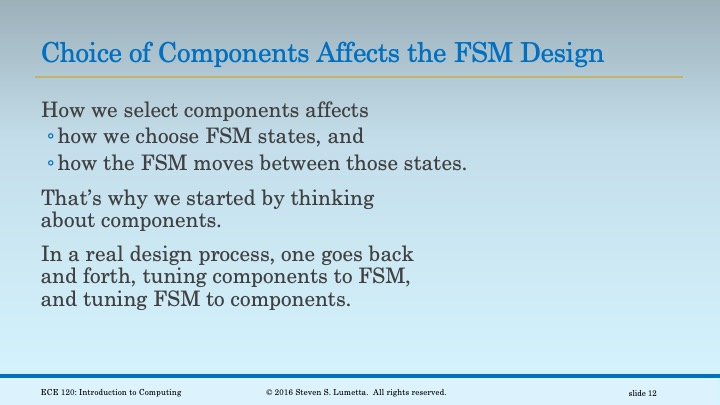 Choice of Components Affects the FSM Design
How we select components affects
◦how we choose FSM states, and
◦how the FSM moves between those states.
That’s why we started by thinking
about components.
In a real design process, one goes back
and forth, tuning components to FSM,
and tuning FSM to components.
ECE 120: Introduction to Computing
© 2016 Steven S. Lumetta.  All rights reserved.
slide 12